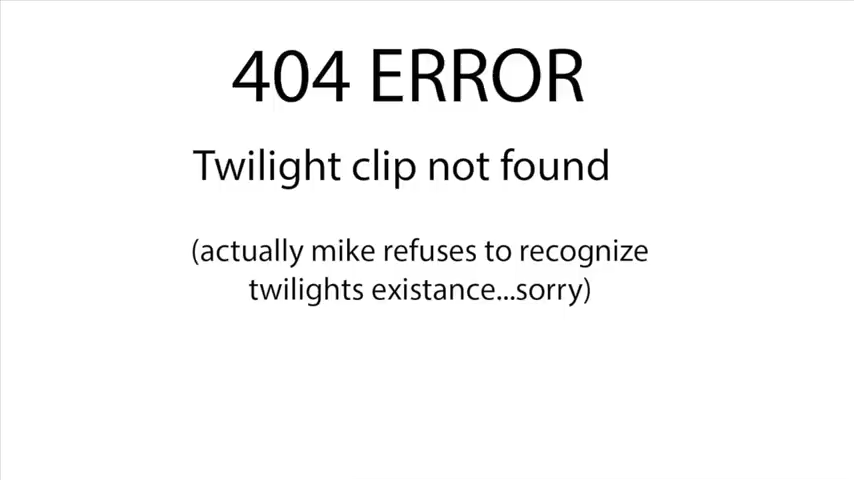 404 ERROR
Twilight clip not found
(actually mike refuses to recognize
twilights existance...sorry)